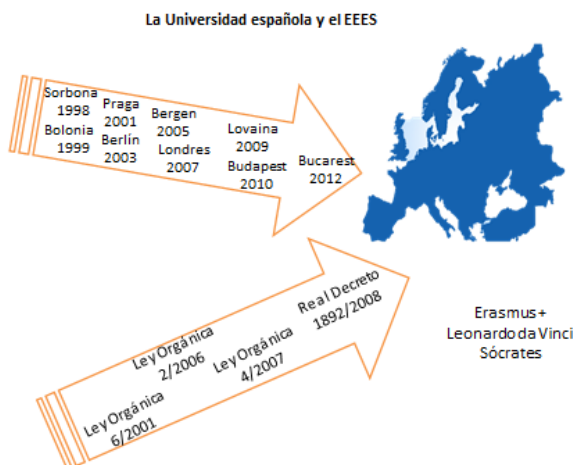 La Universidad española y el EEES
Sorbona
1998
Bolonia
1999
Praga
2001
Berlín
2003
Bergen
2005
Londres
2007
Lovaina
2009
Budapest
2010
Bucarest
2012
Ley Orgánica
6/2001
Ley Orgánica
2/2006
Ley Orgánica
4/2007
Real Decreto
1892/2008
Erasmus+
Leonardo da Vinci
Sócrates